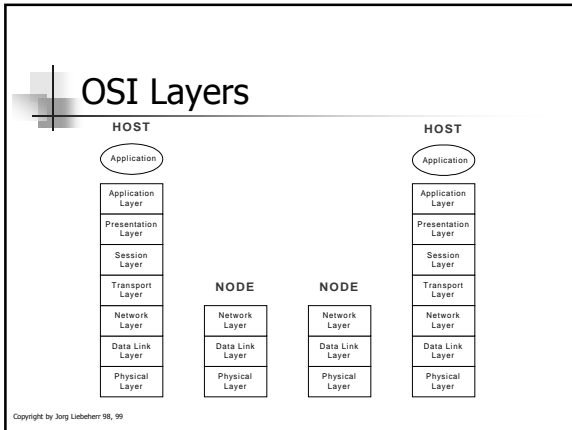 OSI Layers
HOST
Application
Application
Layer
Presentation
Layer
Session
Layer
Transport
Layer
Network
Layer
Data Link
Layer
Physical
Layer
NODE
Network
Layer
Data Link
Layer
Physical
Layer
NODE
Network
Layer
Data Link
Layer
Physical
Layer
HOST
Application
Application
Layer
Presentation
Layer
Session
Layer
Transport
Layer
Network
Layer
Data Link
Layer
Physical
Layer
Copyright by Jorg Liebeherr 98, 99